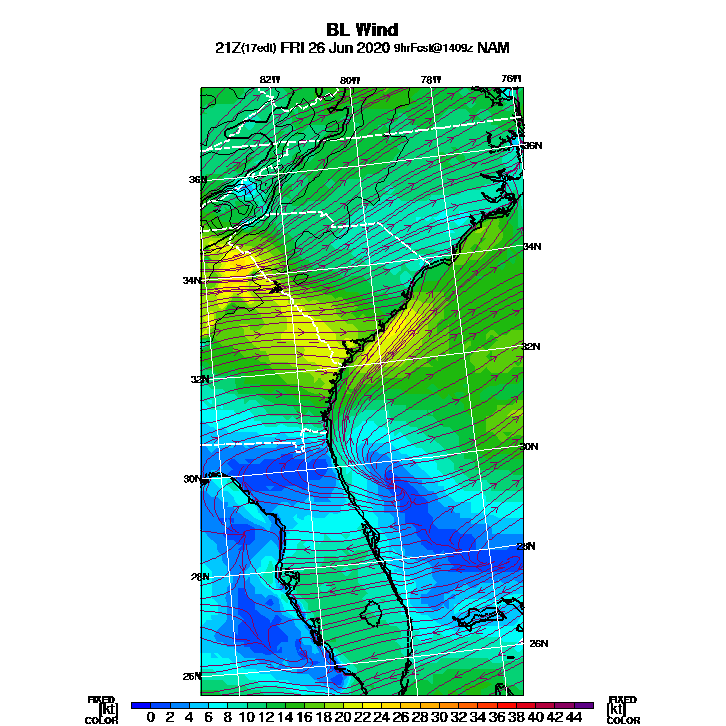 BL Wind
21Z(17edt) FRI 26 Jun 2020 9hrFcst@1409z NAM
82W 80W 78W 76W
36N
36N
34N
34N
32N
32N
30N
30N
28N
28N
26N
26N
FIXED FIXED
[kt] 0 2 4 6 8 10 12 14 16 18 20 22 24 26 28 30 32 34 36 38 40 42 44 [kt]
COLOR COLOR